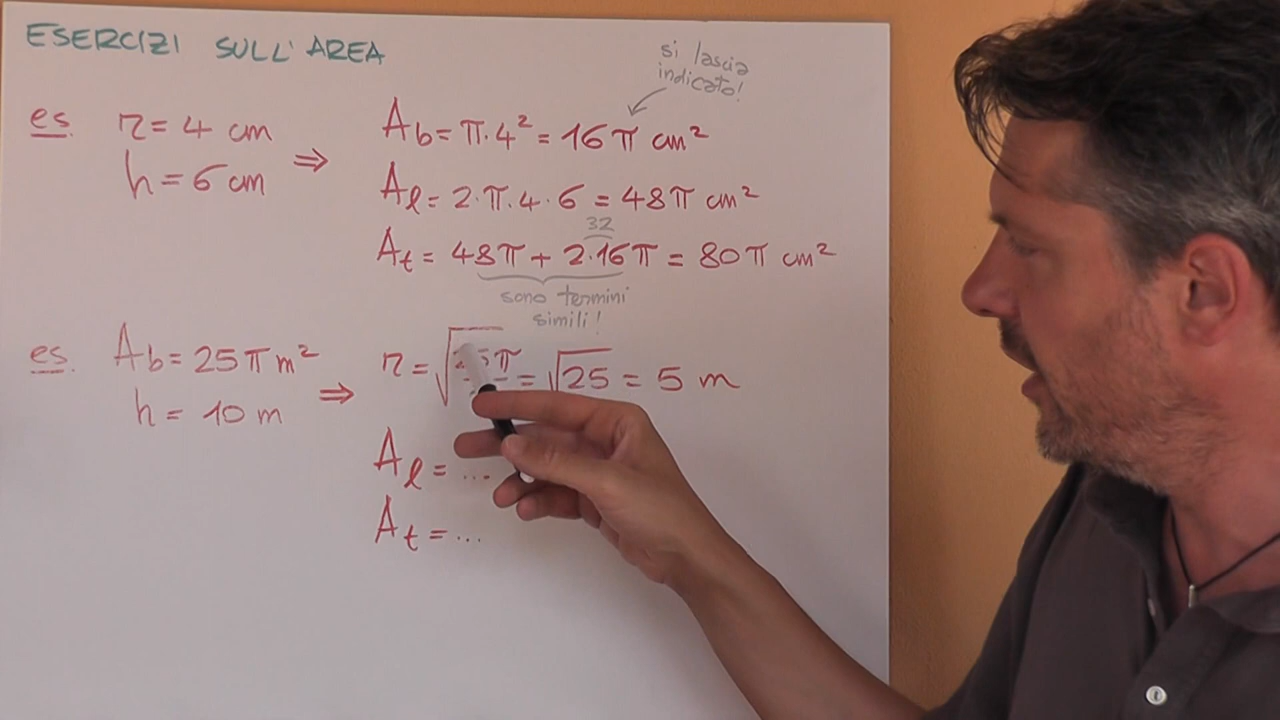 ESERCIZI SULL'AREA
si lascia
indicato!
es. r = 4 cm
h = 6 cm
⇒
A_b = π·4² = 16π cm²
A_l = 2·π·4·6 = 48π cm²
32
A_t = 48π + 2·16π = 80π cm²
sono termini
simili!
es. A_b = 25π m²
h = 10 m
⇒
r = √ π = √25 = 5 m
A_l = ...
A_t = ...